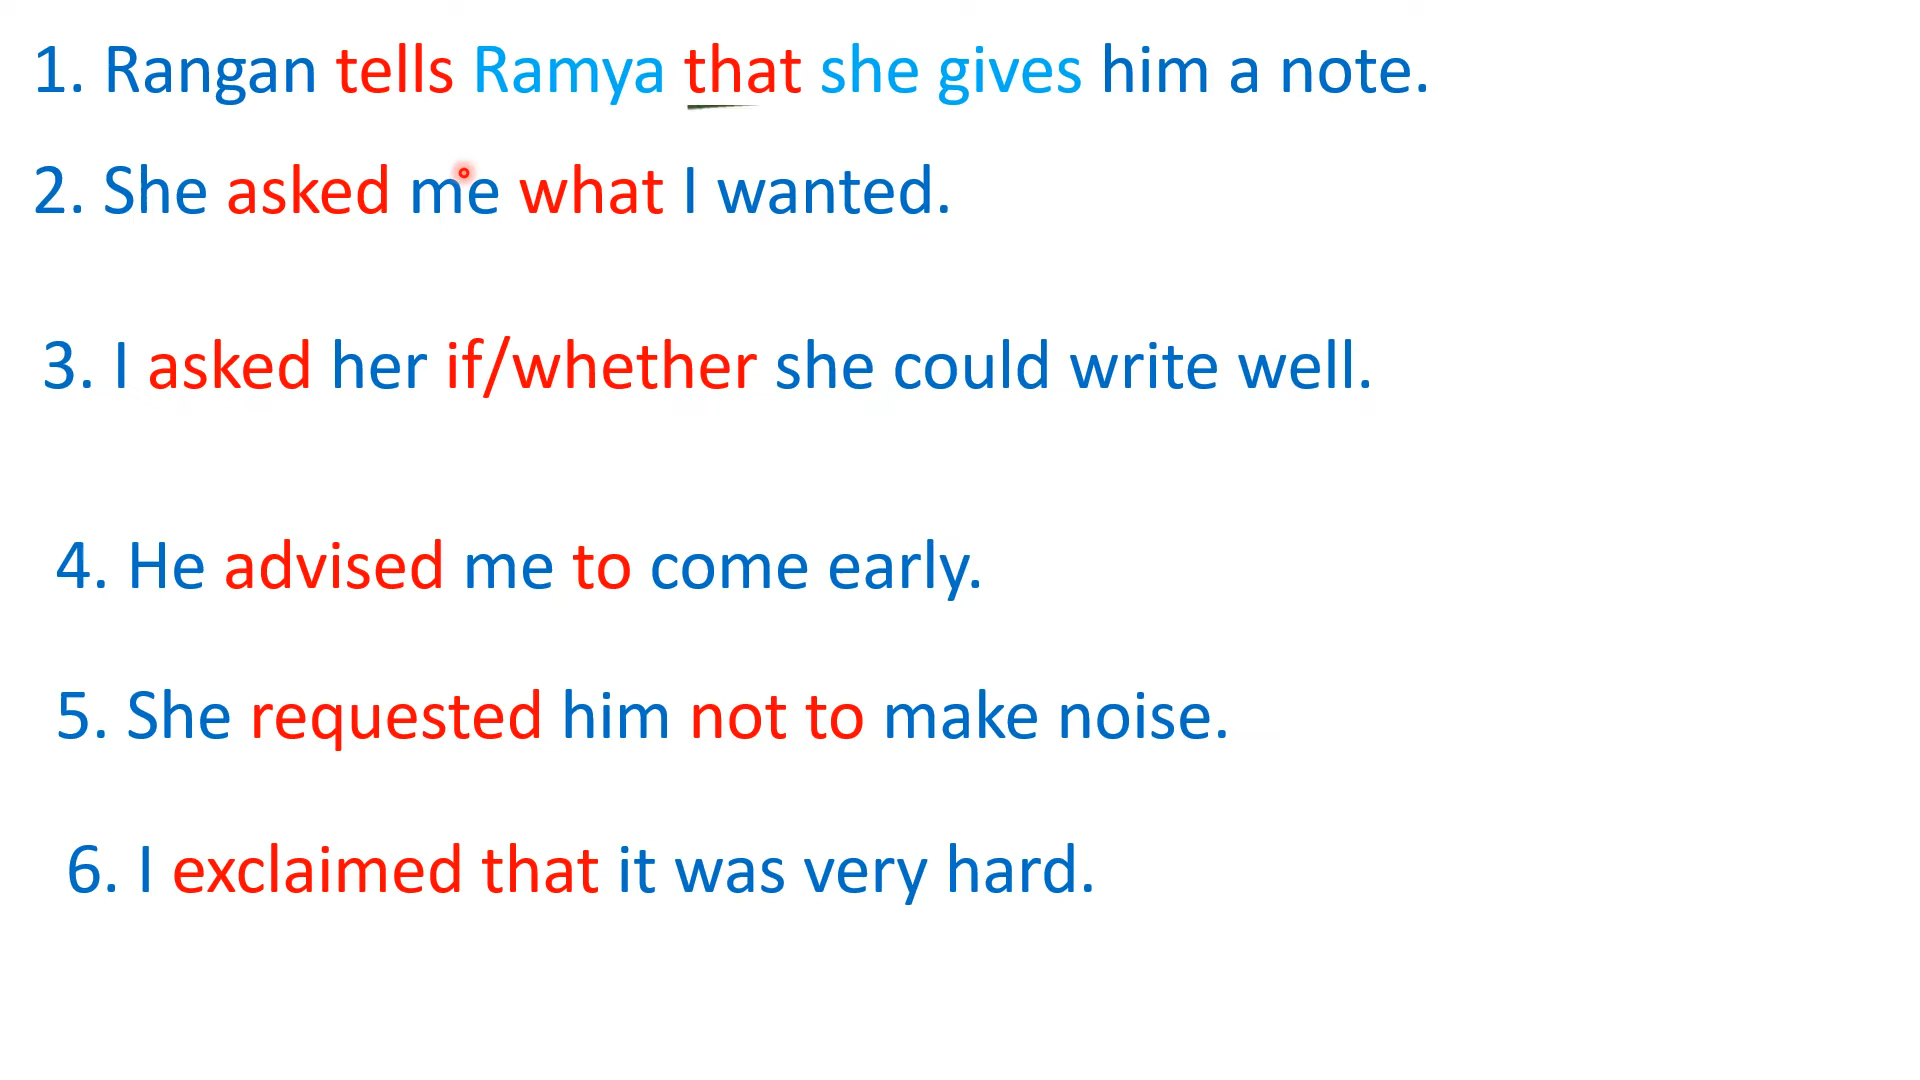 1. Rangan tells Ramya that she gives him a note.
2. She asked me what I wanted.
3. I asked her if/whether she could write well.
4. He advised me to come early.
5. She requested him not to make noise.
6. I exclaimed that it was very hard.